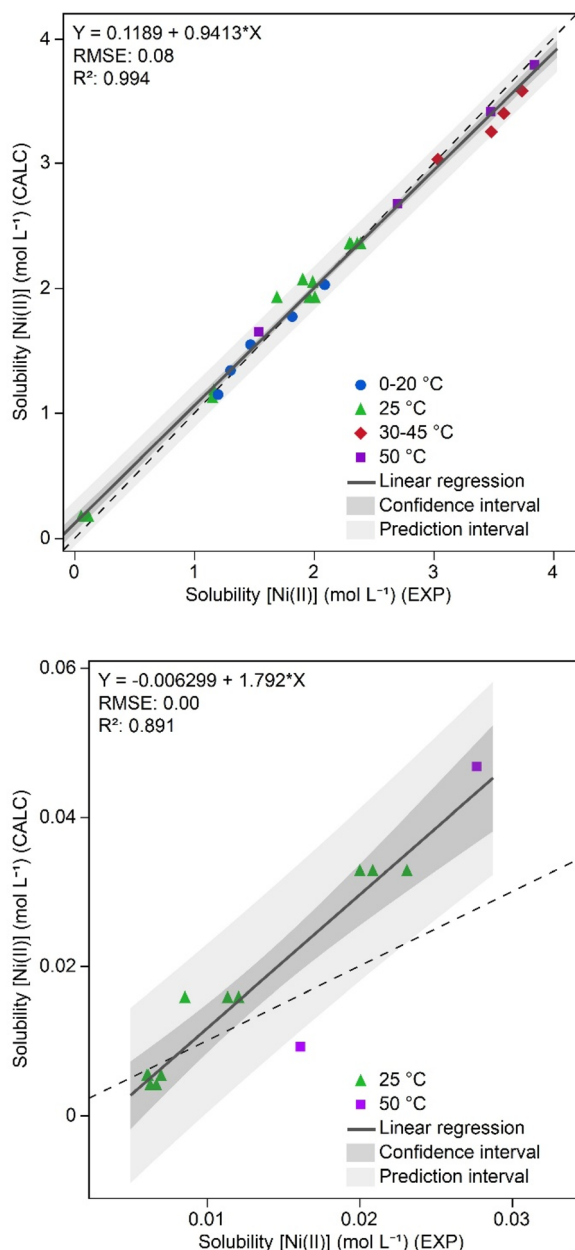 Y = 0.1189 + 0.9413*X
RMSE: 0.08
R²: 0.994
Solubility [Ni(II)] (mol L⁻¹) (CALC)
4
3
2
1
0
0-20 °C
25 °C
30-45 °C
50 °C
Linear regression
Confidence interval
Prediction interval
0 1 2 3 4
Solubility [Ni(II)] (mol L⁻¹) (EXP)
Y = -0.006299 + 1.792*X
RMSE: 0.00
R²: 0.891
Solubility [Ni(II)] (mol L⁻¹) (CALC)
0.06
0.04
0.02
0
25 °C
50 °C
Linear regression
Confidence interval
Prediction interval
0.01 0.02 0.03
Solubility [Ni(II)] (mol L⁻¹) (EXP)